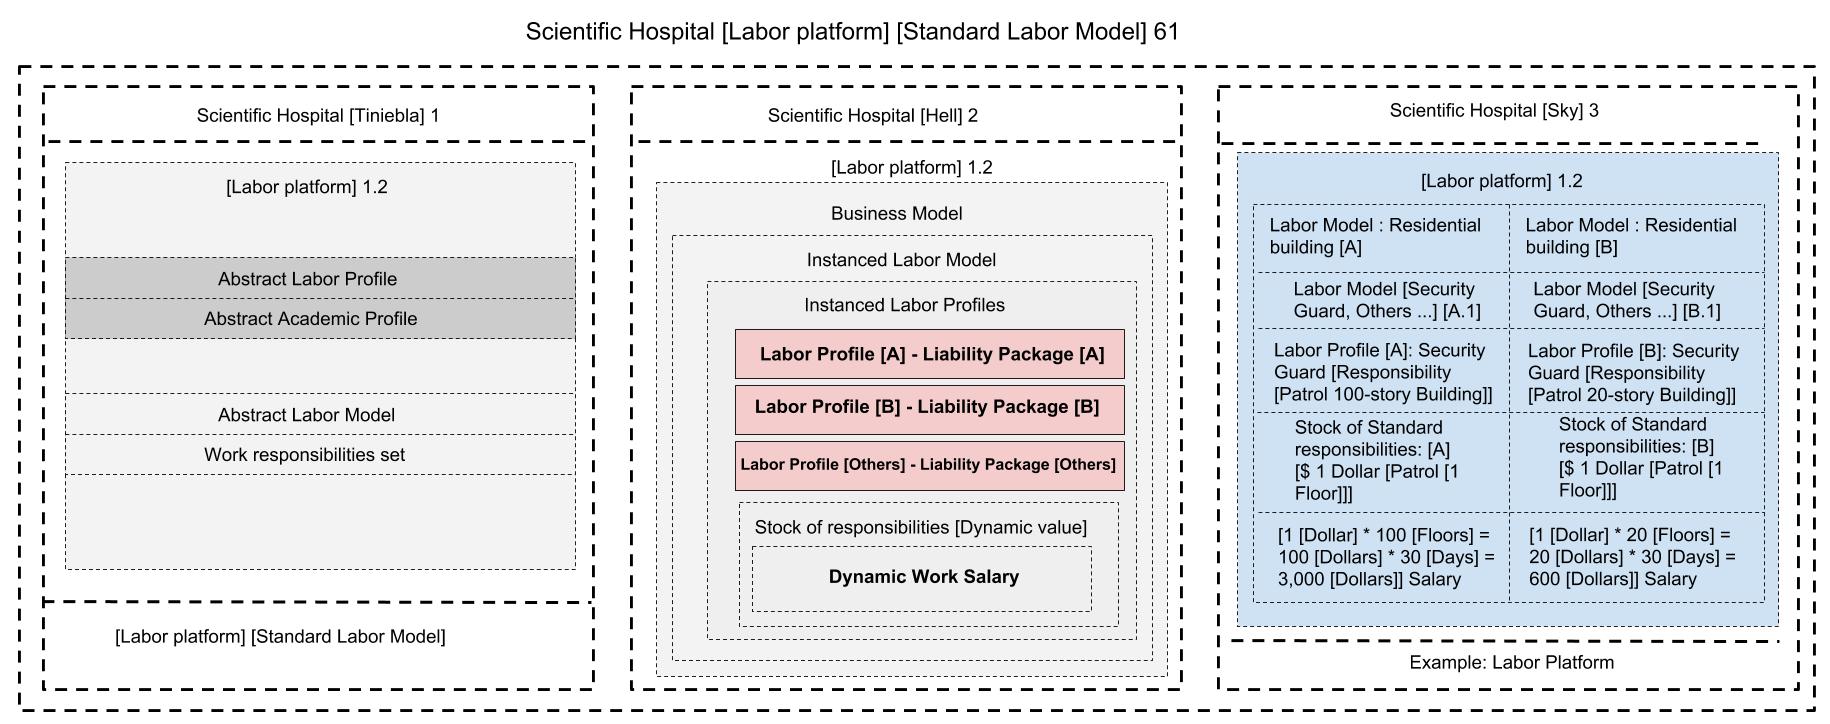 Scientific Hospital [Labor platform] [Standard Labor Model] 61
Scientific Hospital [Tiniebla] 1
[Labor platform] 1.2
Abstract Labor Profile
Abstract Academic Profile
Abstract Labor Model
Work responsibilities set
[Labor platform] [Standard Labor Model]
Scientific Hospital [Hell] 2
[Labor platform] 1.2
Business Model
Instanced Labor Model
Instanced Labor Profiles
Labor Profile [A] - Liability Package [A]
Labor Profile [B] - Liability Package [B]
Labor Profile [Others] - Liability Package [Others]
Stock of responsibilities [Dynamic value]
Dynamic Work Salary
Scientific Hospital [Sky] 3
[Labor platform] 1.2
Labor Model : Residential
building [A]
Labor Model : Residential
building [B]
Labor Model [Security
Guard, Others ...] [A.1]
Labor Model [Security
Guard, Others ...] [B.1]
Labor Profile [A]: Security
Guard [Responsibility
[Patrol 100-story Building]]
Labor Profile [B]: Security
Guard [Responsibility
[Patrol 20-story Building]]
Stock of Standard
responsibilities: [A]
[$ 1 Dollar [Patrol [1
Floor]]]
Stock of Standard
responsibilities: [B]
[$ 1 Dollar [Patrol [1
Floor]]]
[1 [Dollar] * 100 [Floors] =
100 [Dollars] * 30 [Days] =
3,000 [Dollars]] Salary
[1 [Dollar] * 20 [Floors] =
20 [Dollars] * 30 [Days] =
600 [Dollars]] Salary
Example: Labor Platform